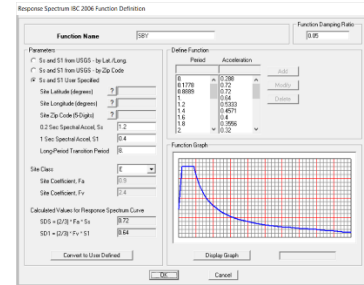 Response Spectrum IBC 2006 Function Definition
Function Name
SBY
Function Damping Ratio
0.05
Parameters
Ss and S1 from USGS - by Lat./Long.
Ss and S1 from USGS - by Zip Code
Ss and S1 User Specified
Site Latitude (degrees) ?
Site Longitude (degrees) ?
Site Zip Code (5-Digits) ?
0.2 Sec Spectral Accel, Ss 1.2
1 Sec Spectral Accel, S1 0.4
Long-Period Transition Period 8.
Site Class E
Site Coefficient, Fa 0.9
Site Coefficient, Fv 2.4
Calculated Values for Response Spectrum Curve
SDS = (2/3) * Fa * Ss 0.72
SD1 = (2/3) * Fv * S1 0.64
Convert to User Defined
Define Function
Period Acceleration
0. 0.288
0.1778 0.72
0.8889 0.72
1. 0.64
1.2 0.5333
1.4 0.4571
1.6 0.4
1.8 0.3556
2. 0.32
Add
Modify
Delete
Function Graph
Display Graph
OK
Cancel